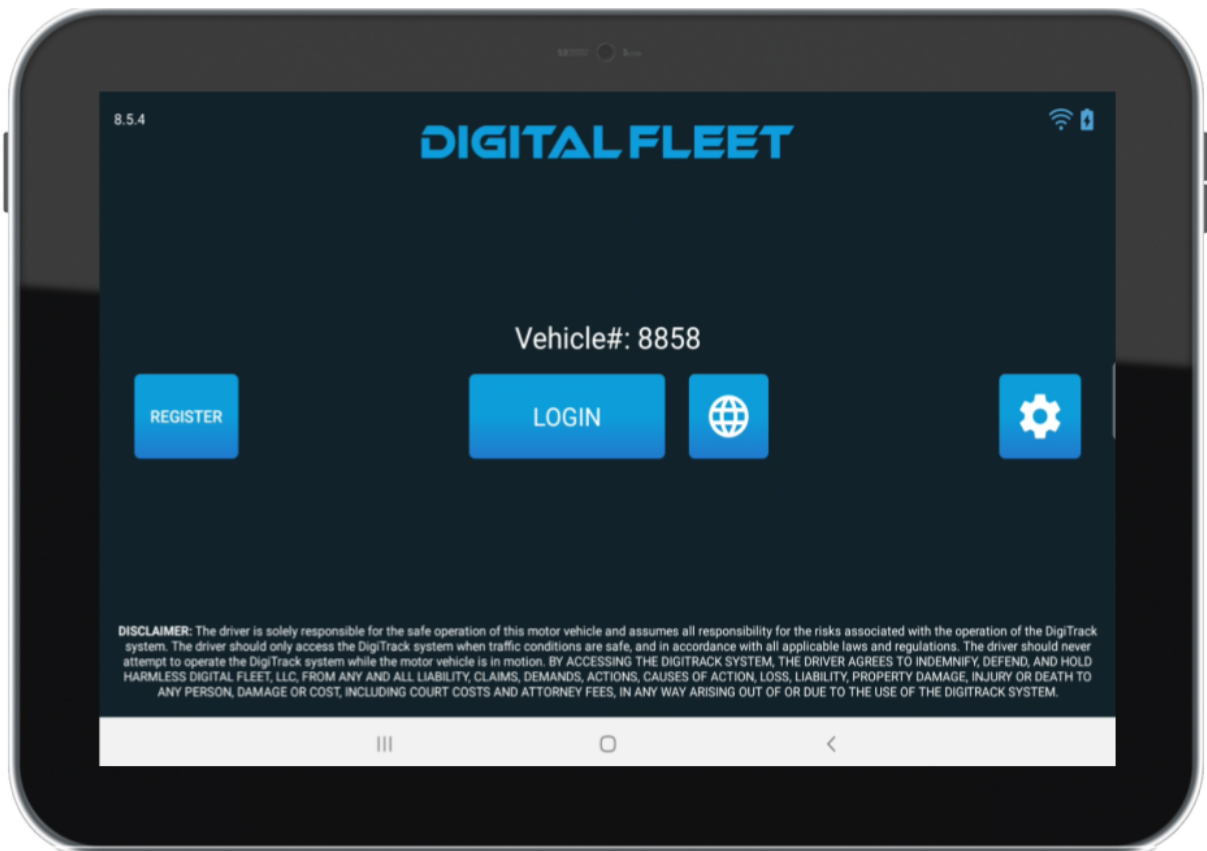 8.5.4
DIGITAL FLEET
Vehicle#: 8858
REGISTER
LOGIN
DISCLAIMER: The driver is solely responsible for the safe operation of this motor vehicle and assumes all responsibility for the risks associated with the operation of the DigiTrack
system. The driver should only access the DigiTrack system when traffic conditions are safe, and in accordance with all applicable laws and regulations. The driver should never
attempt to operate the DigiTrack system while the motor vehicle is in motion. BY ACCESSING THE DIGITRACK SYSTEM, THE DRIVER AGREES TO INDEMNIFY, DEFEND, AND HOLD
HARMLESS DIGITAL FLEET, LLC, FROM ANY AND ALL LIABILITY, CLAIMS, DEMANDS, ACTIONS, CAUSES OF ACTION, LOSS, LIABILITY, PROPERTY DAMAGE, INJURY OR DEATH TO
ANY PERSON, DAMAGE OR COST, INCLUDING COURT COSTS AND ATTORNEY FEES, IN ANY WAY ARISING OUT OF OR DUE TO THE USE OF THE DIGITRACK SYSTEM.